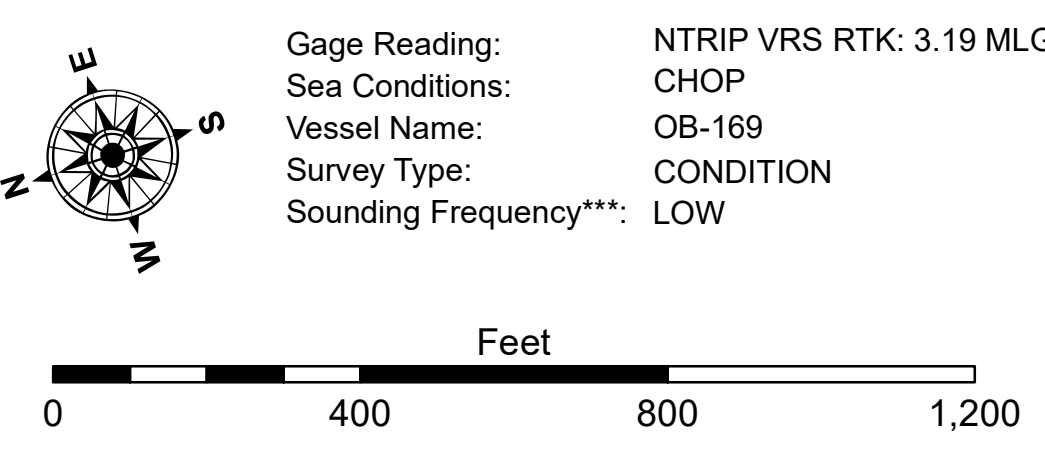 E
S
N
W
Gage Reading: NTRIP VRS RTK: 3.19 MLG
Sea Conditions: CHOP
Vessel Name: OB-169
Survey Type: CONDITION
Sounding Frequency***: LOW
Feet
0 400 800 1,200